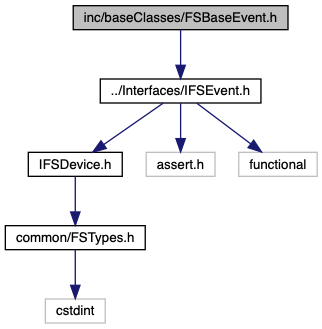 inc/baseClasses/FSBaseEvent.h
../Interfaces/IFSEvent.h
IFSDevice.h
assert.h
functional
common/FSTypes.h
cstdint